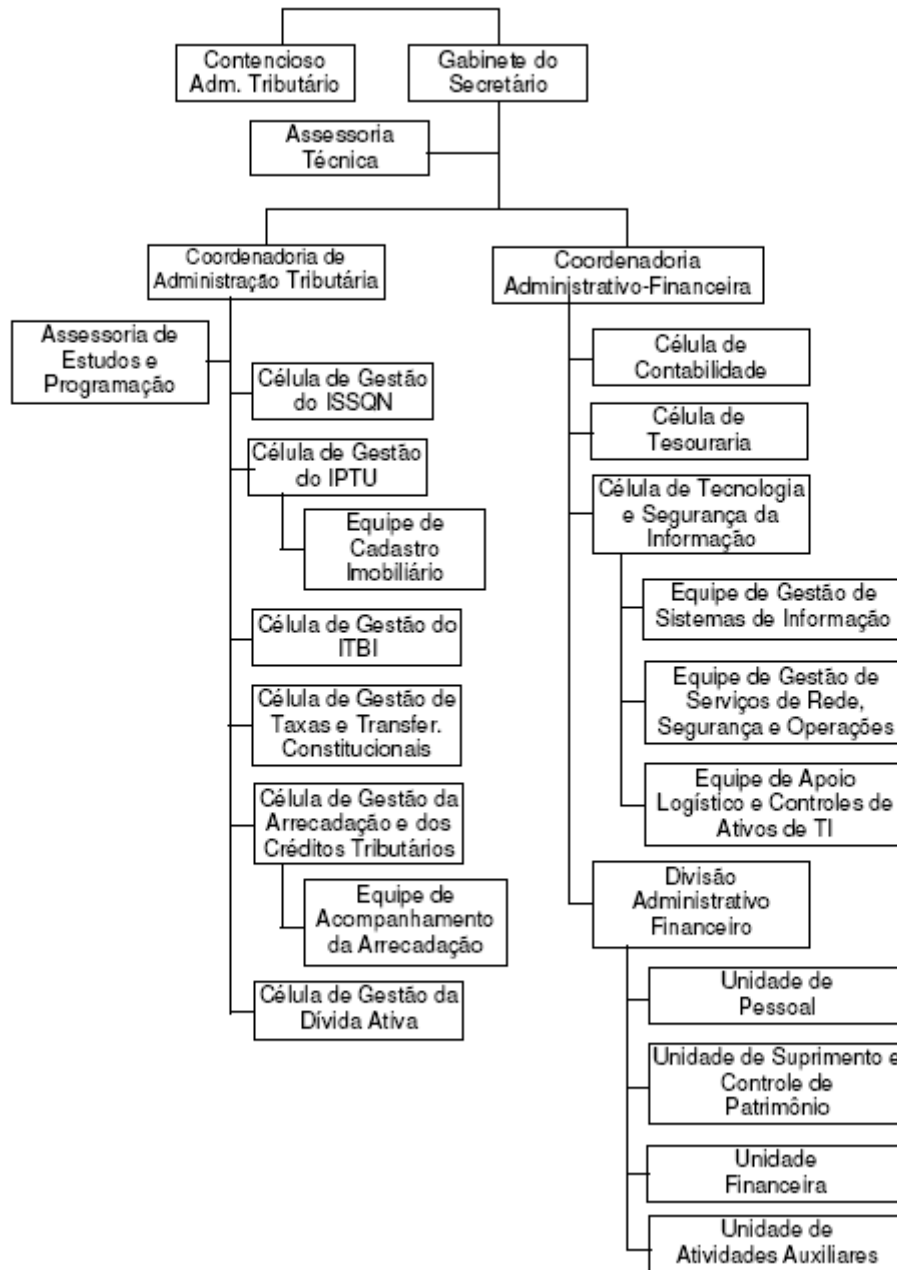 Contencioso
Adm. Tributário
Gabinete do
Secretário
Assessoria
Técnica
Coordenadoria de
Administração Tributária
Coordenadoria
Administrativo-Financeira
Assessoria de
Estudos e
Programação
Célula de Gestão
do ISSQN
Célula de Gestão
do IPTU
Equipe de
Cadastro
Imobiliário
Célula de Gestão do
ITBI
Célula de Gestão de
Taxas e Transfer.
Constitucionais
Célula de Gestão da
Arrecadação e dos
Créditos Tributários
Equipe de
Acompanhamento
da Arrecadação
Célula de Gestão da
Dívida Ativa
Célula de
Contabilidade
Célula de
Tesouraria
Célula de Tecnologia
e Segurança da
Informação
Equipe de Gestão de
Sistemas de Informação
Equipe de Gestão de
Serviços de Rede,
Segurança e Operações
Equipe de Apoio
Logístico e Controles de
Ativos de TI
Divisão
Administrativo
Financeiro
Unidade de
Pessoal
Unidade de Suprimento e
Controle de
Patrimônio
Unidade
Financeira
Unidade de
Atividades Auxiliares